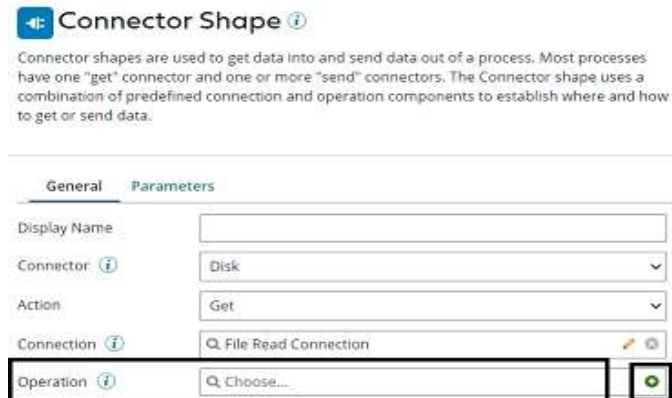 Connector Shape
Connector shapes are used to get data into and send data out of a process. Most processes
have one "get" connector and one or more "send" connectors. The Connector shape uses a
combination of predefined connection and operation components to establish where and how
to get or send data.
General Parameters
Display Name
Connector Disk
Action Get
Connection File Read Connection
Operation Choose...